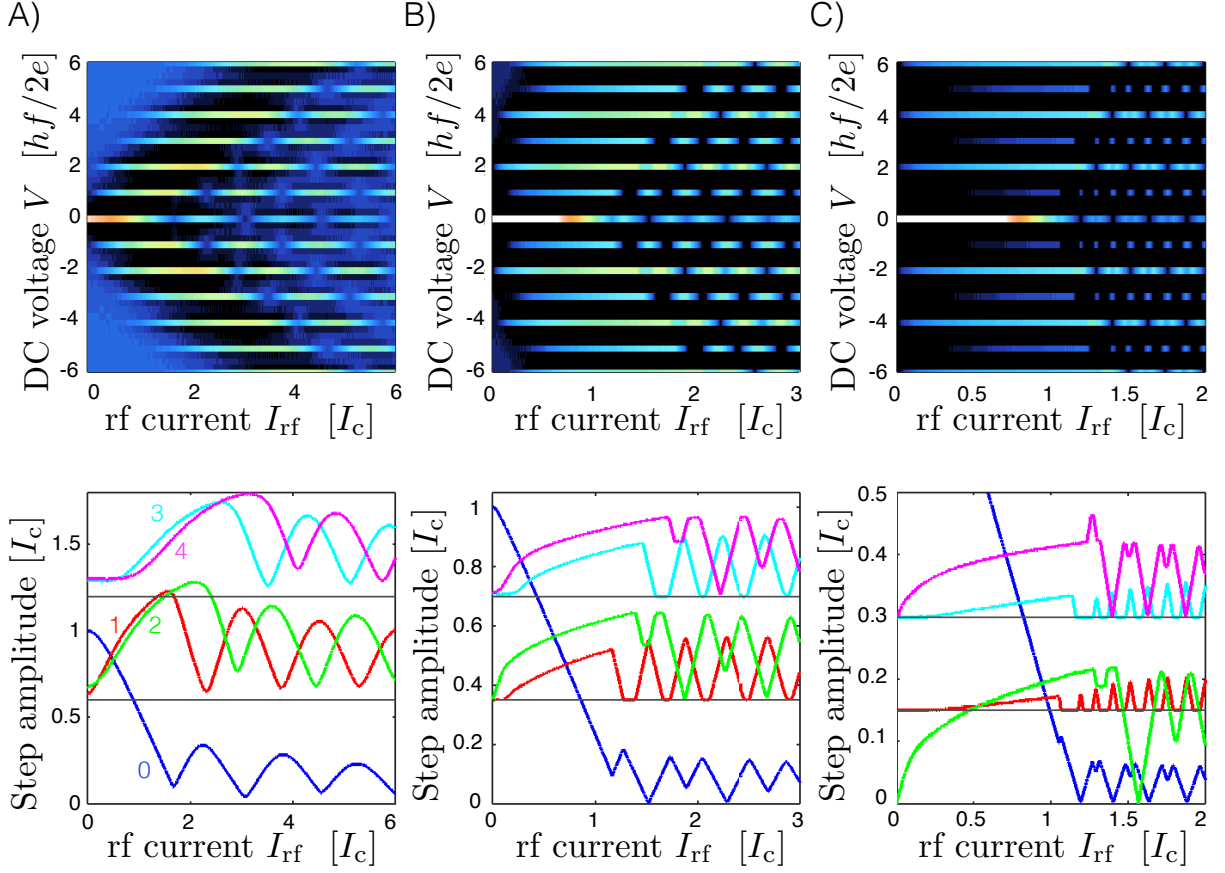 A)
B)
C)
DC voltage V [hf/2e]
6
4
2
0
-2
-4
-6
0 2 4 6
rf current I_rf [I_c]
DC voltage V [hf/2e]
6
4
2
0
-2
-4
-6
0 1 2 3
rf current I_rf [I_c]
DC voltage V [hf/2e]
6
4
2
0
-2
-4
-6
0 0.5 1 1.5 2
rf current I_rf [I_c]
Step amplitude [I_c]
1.5
1
0.5
0
3
4
1
2
0
0 2 4 6
rf current I_rf [I_c]
Step amplitude [I_c]
1
0.8
0.6
0.4
0.2
0
0 1 2 3
rf current I_rf [I_c]
Step amplitude [I_c]
0.5
0.4
0.3
0.2
0.1
0
0 0.5 1 1.5 2
rf current I_rf [I_c]